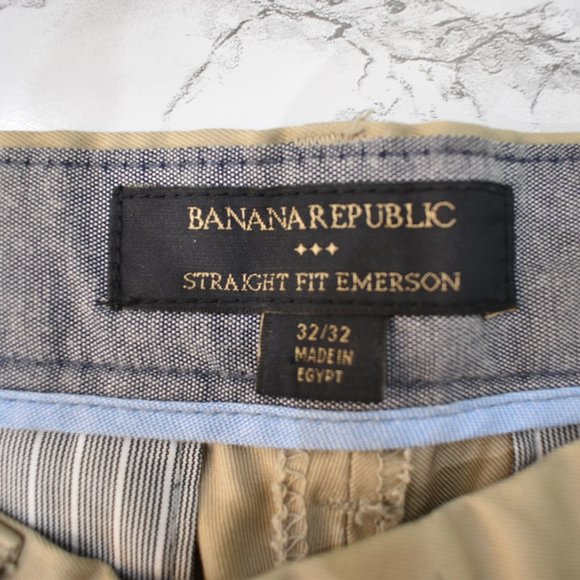 BANANA REPUBLIC
STRAIGHT FIT EMERSON
32/32
MADE IN
EGYPT